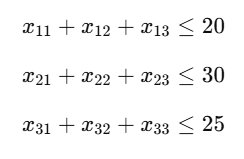 x₁₁ + x₁₂ + x₁₃ ≤ 20
x₂₁ + x₂₂ + x₂₃ ≤ 30
x₃₁ + x₃₂ + x₃₃ ≤ 25